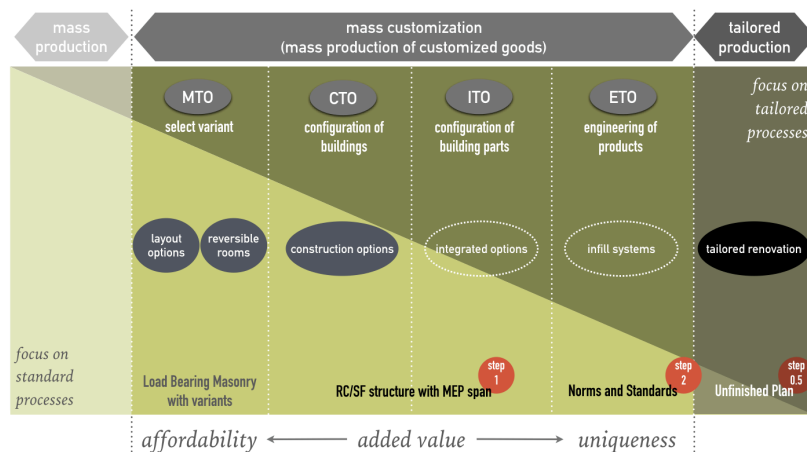 mass
production
mass customization
(mass production of customized goods)
tailored
production
MTO
select variant
CTO
configuration of
buildings
ITO
configuration of
building parts
ETO
engineering of
products
focus on
tailored
processes
layout
options
reversible
rooms
construction options
integrated options
infill systems
tailored renovation
focus on
standard
processes
Load Bearing Masonry
with variants
RC/SF structure with MEP span
step
1
Norms and Standards
step
2
Unfinished Plan
step
0.5
affordability
added value
uniqueness